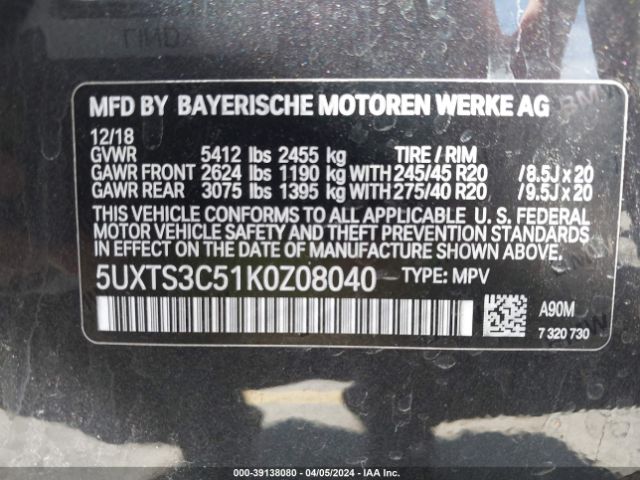 MFD BY BAYERISCHE MOTOREN WERKE AG
12/18
GVWR 5412 lbs 2455 kg TIRE / RIM
GAWR FRONT 2624 lbs 1190 kg WITH 245/45 R20 / 8.5J x 20
GAWR REAR 3075 lbs 1395 kg WITH 275/40 R20 / 9.5J x 20
THIS VEHICLE CONFORMS TO ALL APPLICABLE U. S. FEDERAL
MOTOR VEHICLE SAFETY, BUMPER, AND THEFT PREVENTION
STANDARDS IN EFFECT ON THE DATE OF MANUFACTURE SHOWN
ABOVE.
5UXTS3C51K0Z08040 TYPE: MPV
A90M
7 320 730
000-39138080 - 04/05/2024 - IAA Inc.